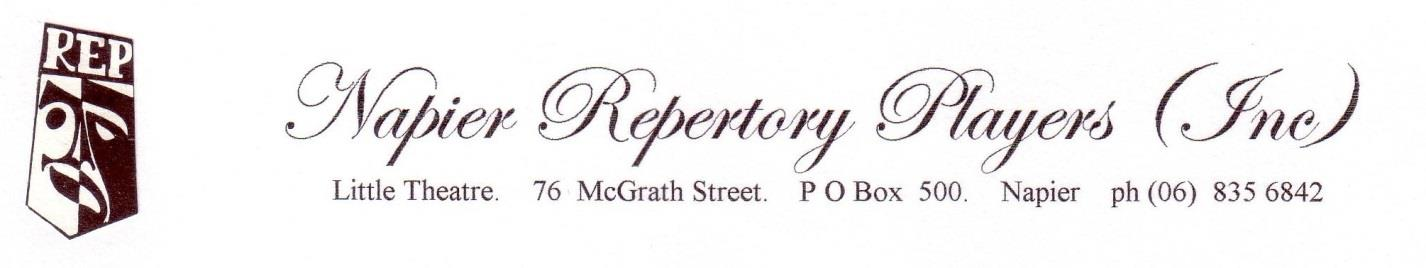 REP
Napier Repertory Players (Inc)
Little Theatre. 76 McGrath Street. P O Box 500. Napier ph (06) 835 6842